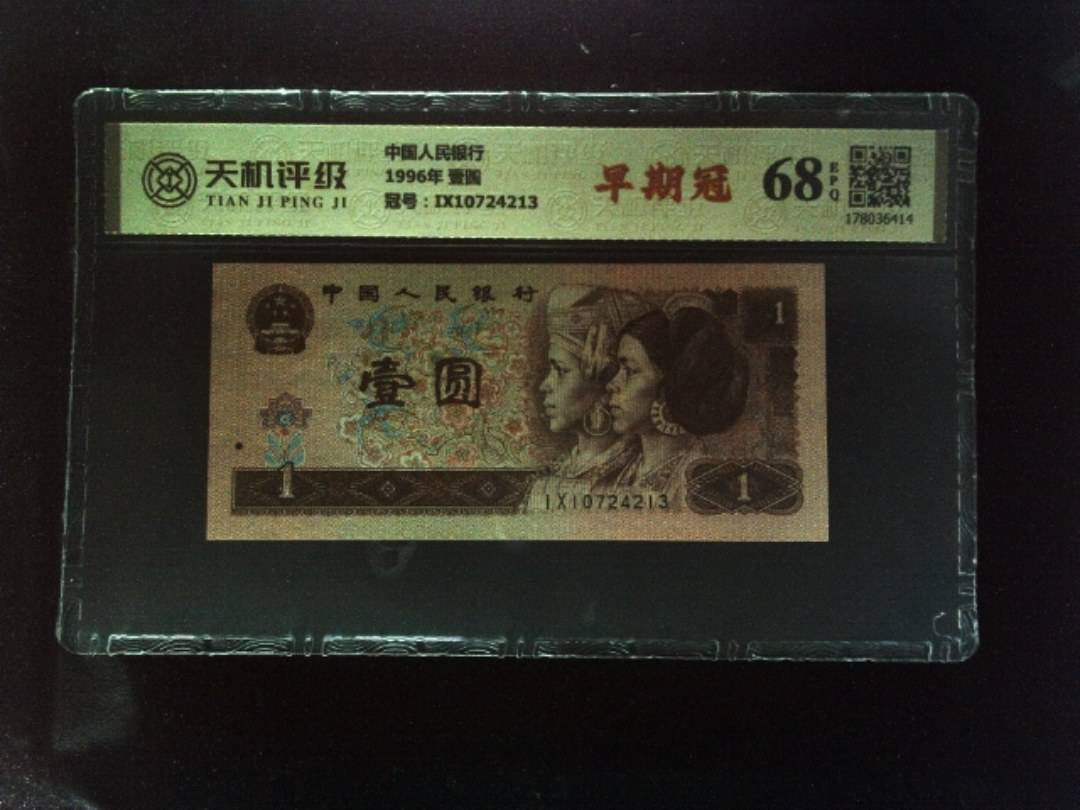 天机评级
TIAN JI PING JI
中国人民银行
1996年 壹圆
冠号：IX10724213
早期冠
68
EPQ
178036414
中国人民银行
1
壹圆
1
IX10724213
1